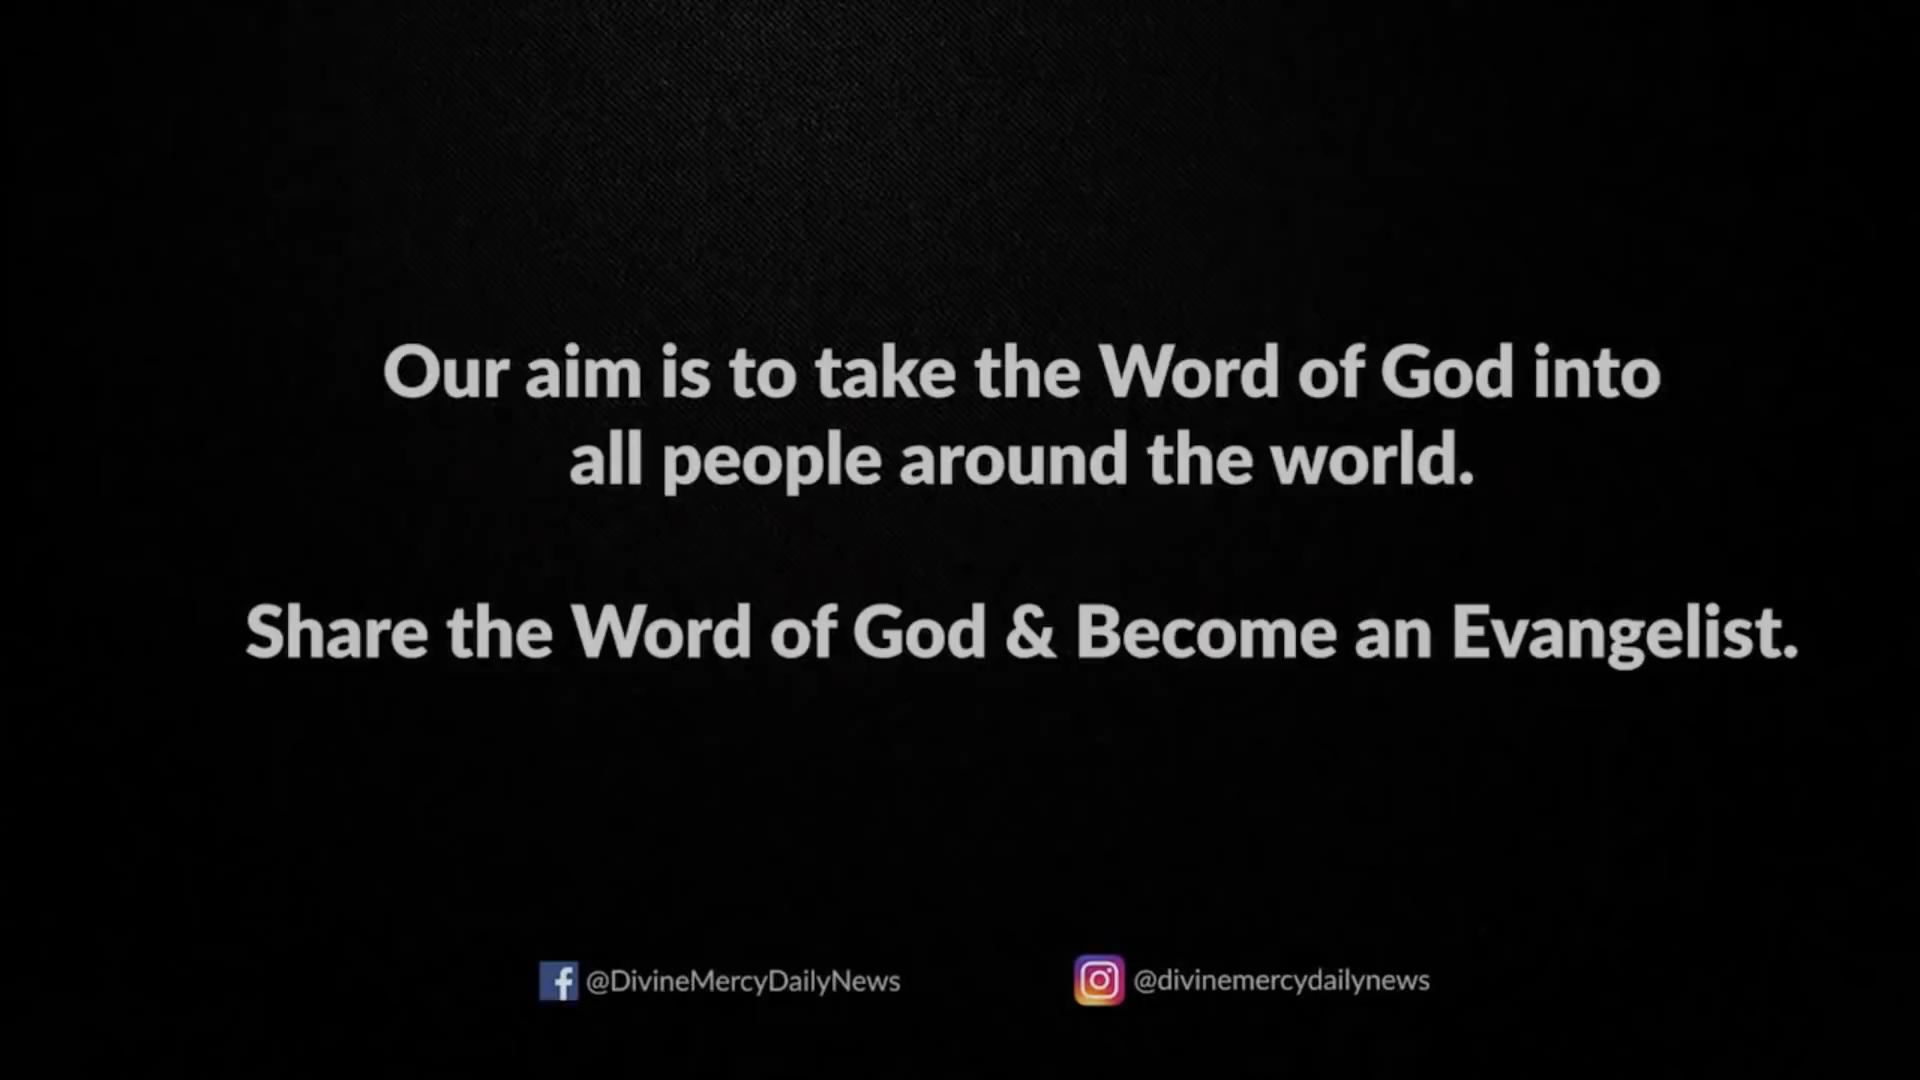 Our aim is to take the Word of God into
all people around the world.
Share the Word of God & Become an Evangelist.
@DivineMercyDailyNews
@divinemercydailynews